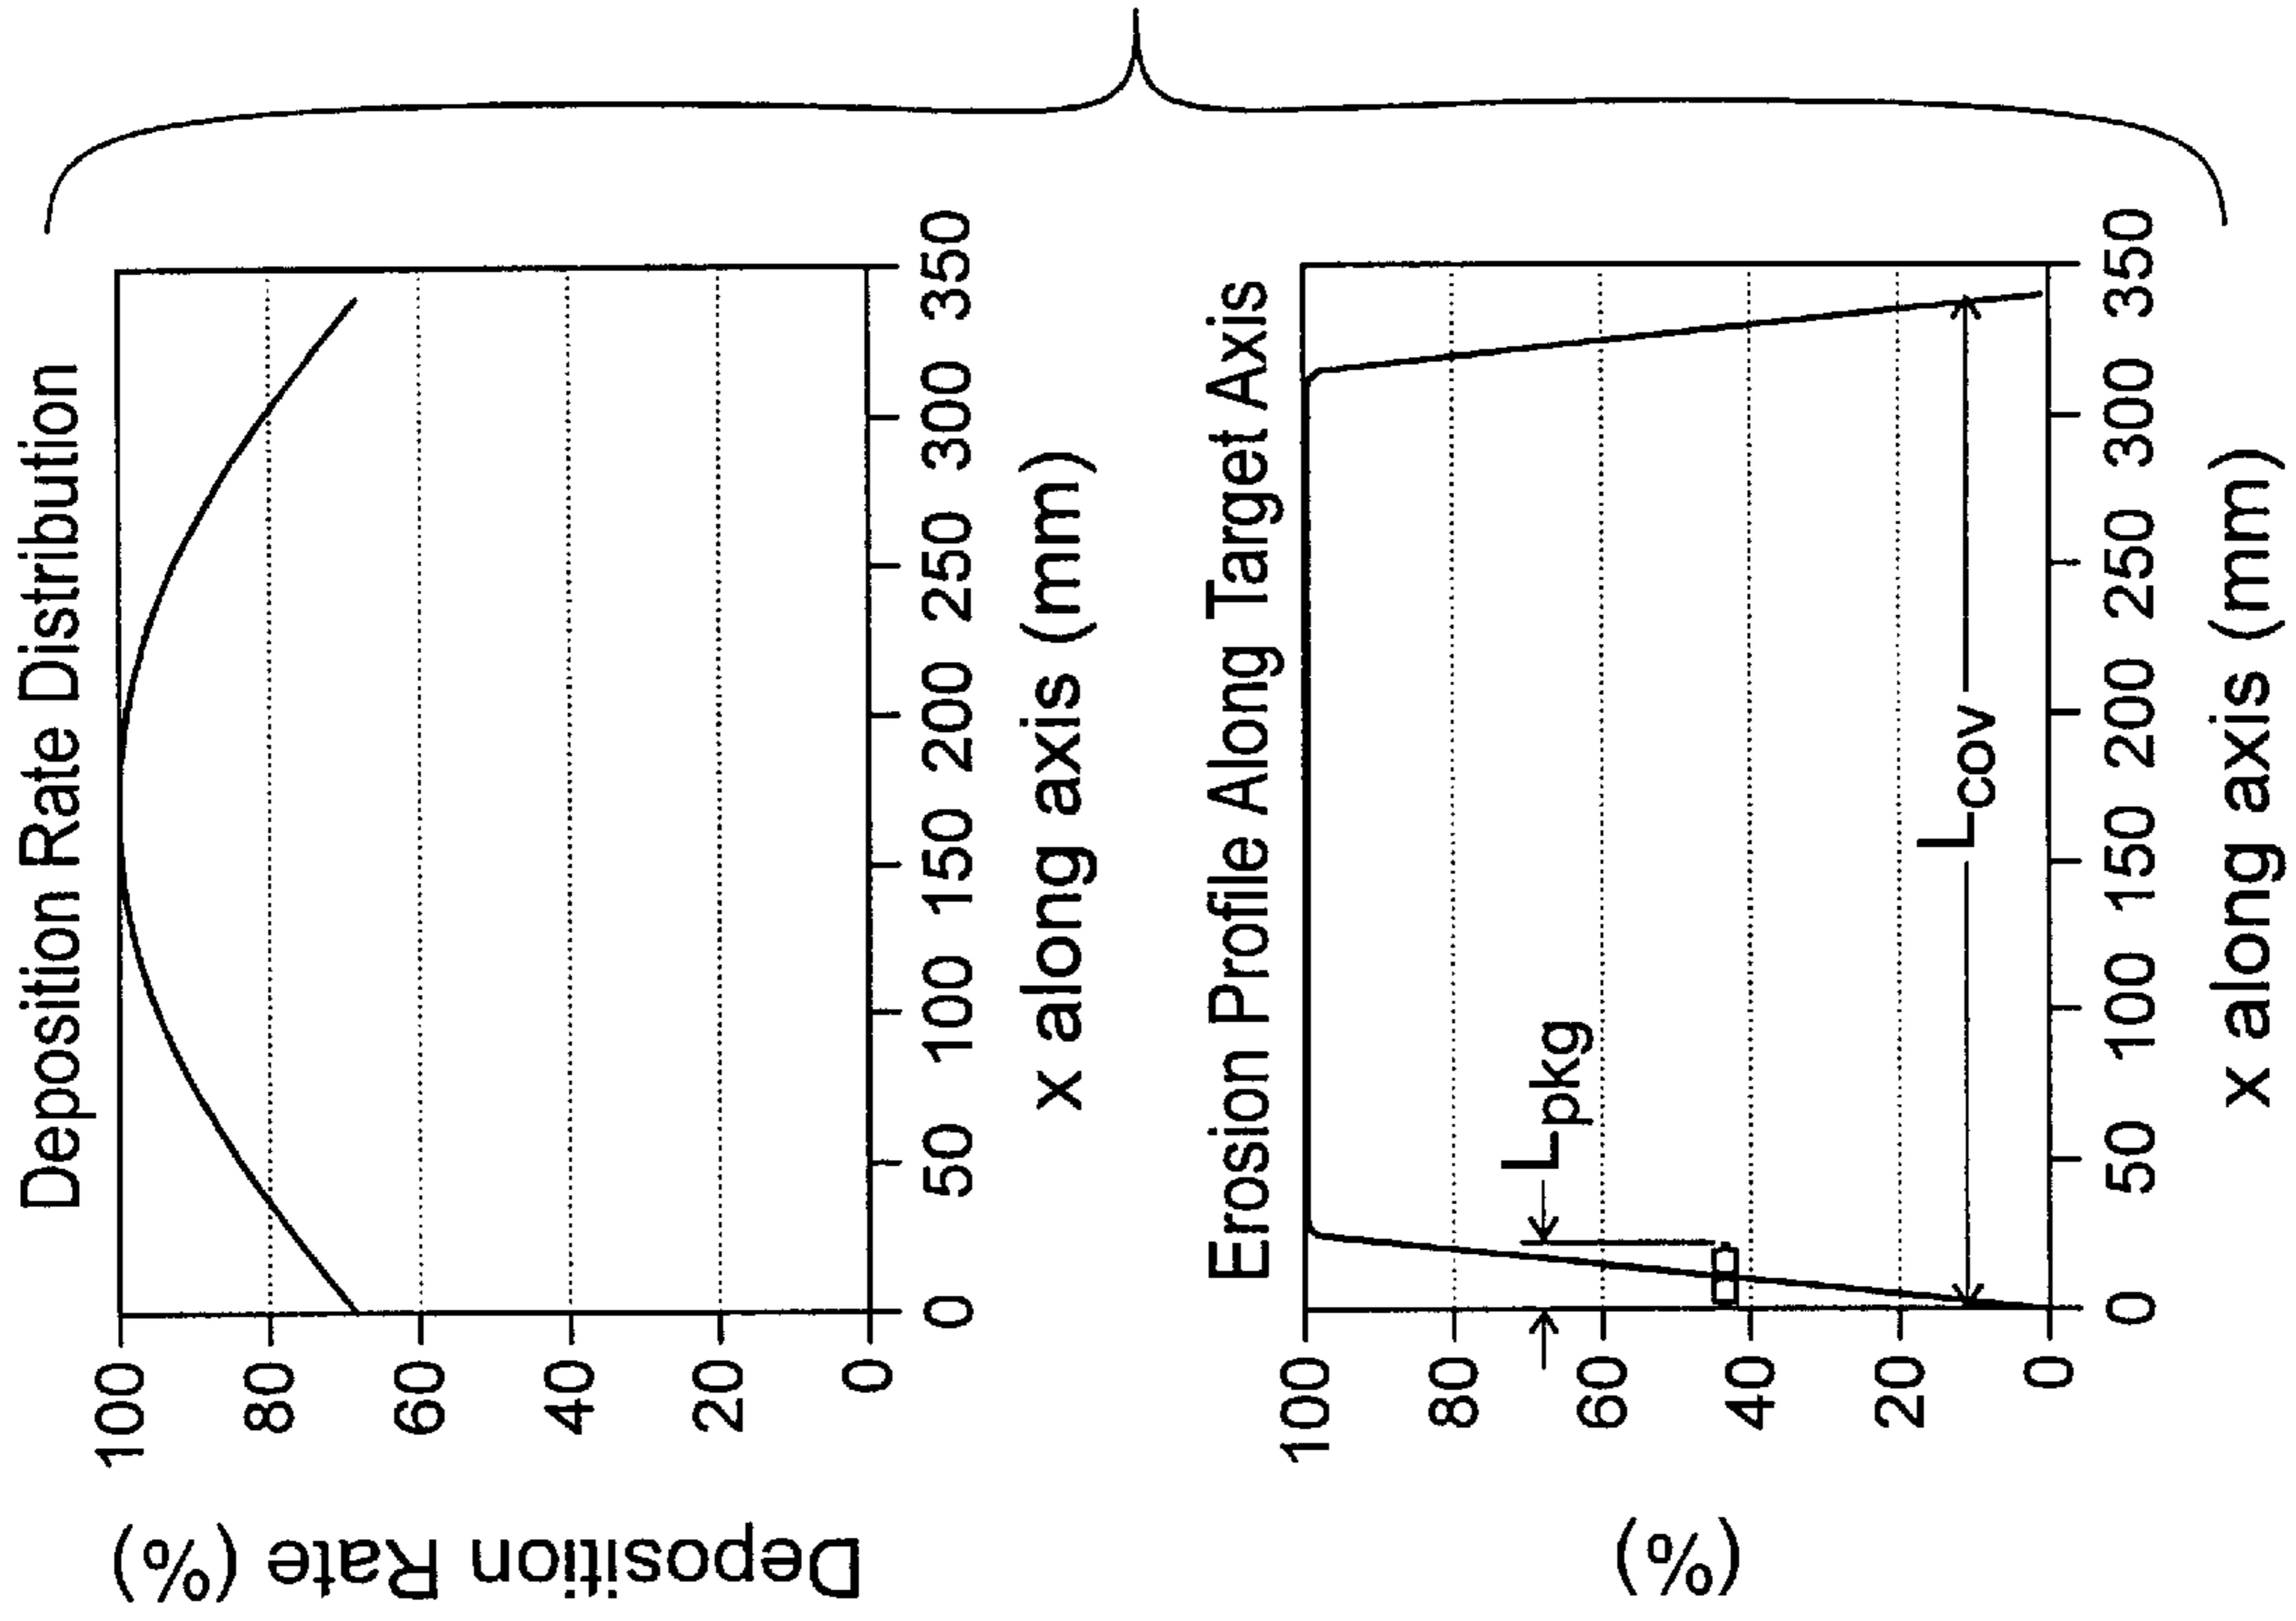 Deposition Rate Distribution
Deposition Rate (%)
100
80
60
40
20
0
0 50 100 150 200 250 300 350
x along axis (mm)
Erosion Profile Along Target Axis
(%)
100
80
60
40
20
0
Lpkg
Lcov
0 50 100 150 200 250 300 350
x along axis (mm)